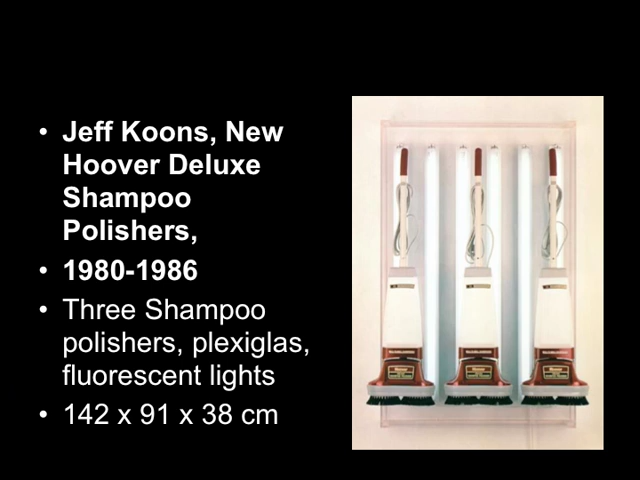 • Jeff Koons, New
Hoover Deluxe
Shampoo
Polishers,
• 1980-1986
• Three Shampoo
polishers, plexiglas,
fluorescent lights
• 142 x 91 x 38 cm